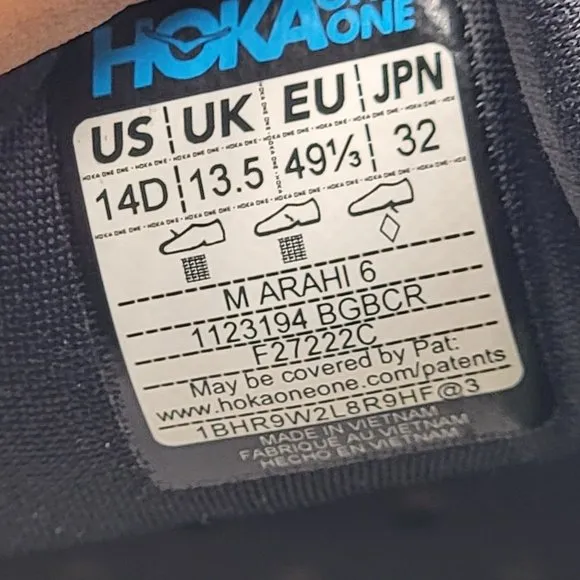 HOKA ONE ONE
US UK EU JPN
14D 13.5 49⅓ 32
M ARAHI 6
1123194 BGBCR
F27222C
May be covered by Pat:
www.hokaoneone.com/patents
1BHR9W2L8R9HF@3
MADE IN VIETNAM
FABRIQUÉ AU VIETNAM
HECHO EN VIETNAM